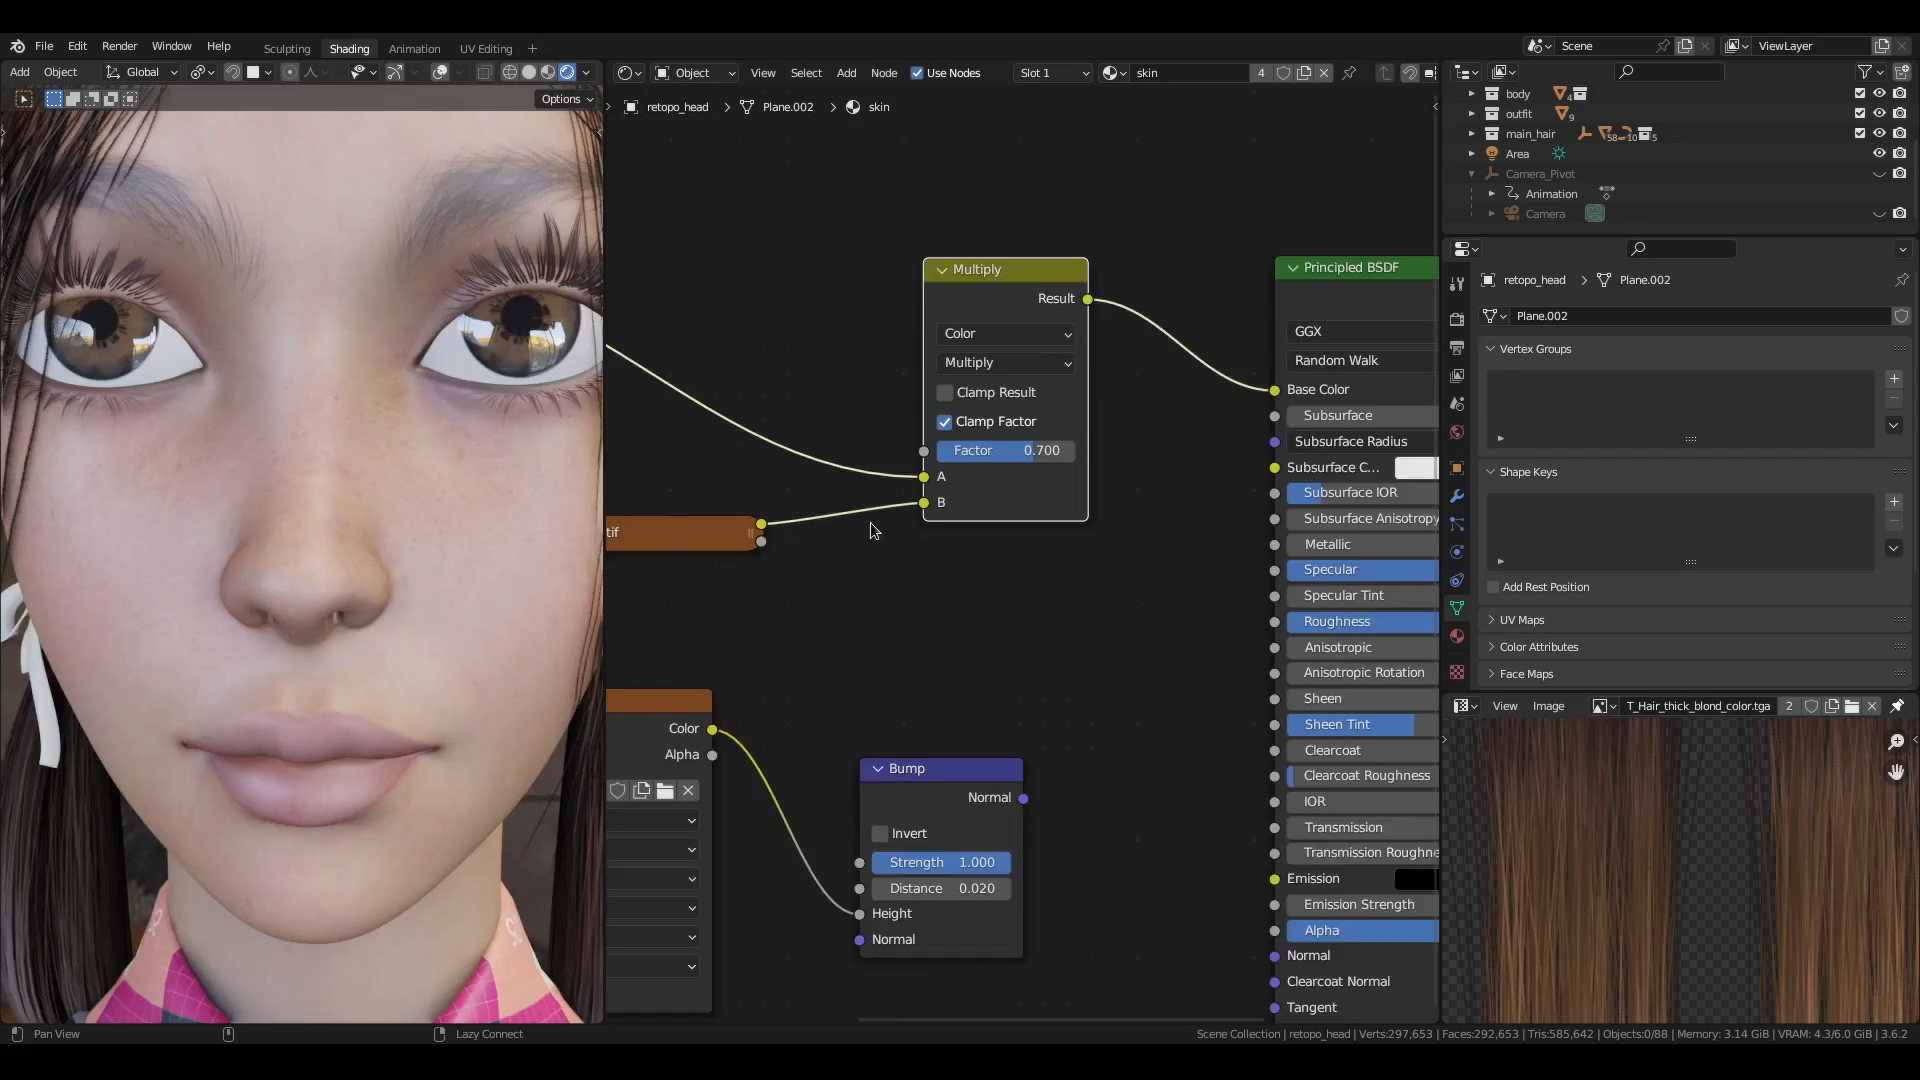 File Edit Render Window Help Sculpting Shading Animation UV Editing + Scene ViewLayer
Add Object Global View Select Add Node Use Nodes Slot 1 skin 4
Object
Options
retopo_head > Plane.002 > skin
body 4
outfit 9
main_hair 58 10 5
Area
Camera_Pivot
Animation
Camera
retopo_head > Plane.002
Plane.002
Vertex Groups
Shape Keys
Add Rest Position
UV Maps
Color Attributes
Face Maps
Multiply
Result
Color
Multiply
Clamp Result
Clamp Factor
Factor 0.700
A
B
tif
Color
Alpha
Bump
Normal
Invert
Strength 1.000
Distance 0.020
Height
Normal
Principled BSDF
GGX
Random Walk
Base Color
Subsurface
Subsurface Radius
Subsurface C...
Subsurface IOR
Subsurface Anisotropy
Metallic
Specular
Specular Tint
Roughness
Anisotropic
Anisotropic Rotation
Sheen
Sheen Tint
Clearcoat
Clearcoat Roughness
IOR
Transmission
Transmission Roughne
Emission
Emission Strength
Alpha
Normal
Clearcoat Normal
Tangent
View Image T_Hair_thick_blond_color.tga 2
Pan View Lazy Connect Scene Collection | retopo_head | Verts:297,653 | Faces:292,653 | Tris:585,642 | Objects:0/88 | Memory: 3.14 GiB | VRAM: 4.3/6.0 GiB | 3.6.2